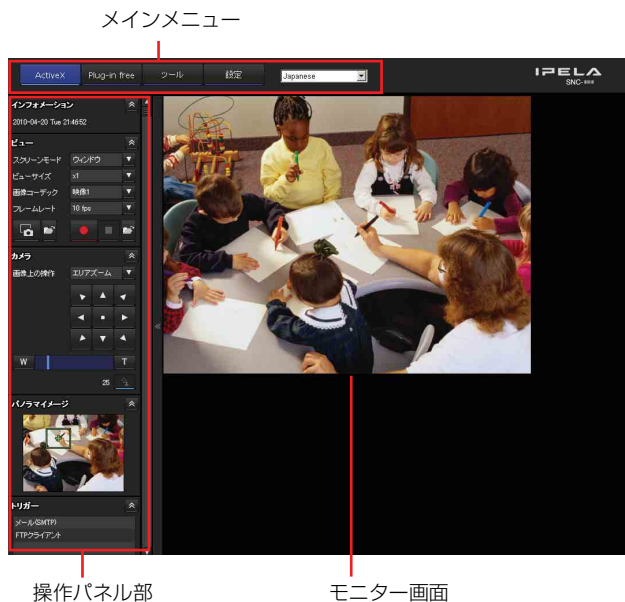 メインメニュー
ActiveX Plug-in free ツール 設定 Japanese
IPELA
SNC-
インフォメーション
2010-04-20 Tue 21:46:52
ビュー
スクリーンモード ウィンドウ
ビューサイズ x1
画像コーデック 映像1
フレームレート 10 fps
カメラ
画像上の操作 エリアズーム
W T
25
パノラマイメージ
トリガー
メール(SMTP)
FTPクライアント
操作パネル部 モニター画面